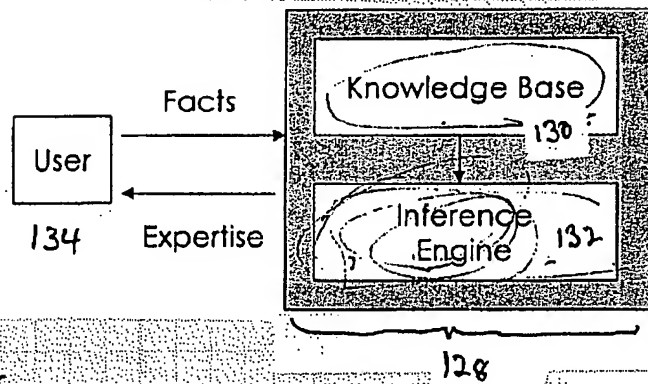 Knowledge Base
130
Facts
User
134
Expertise
Inference
Engine
132
128